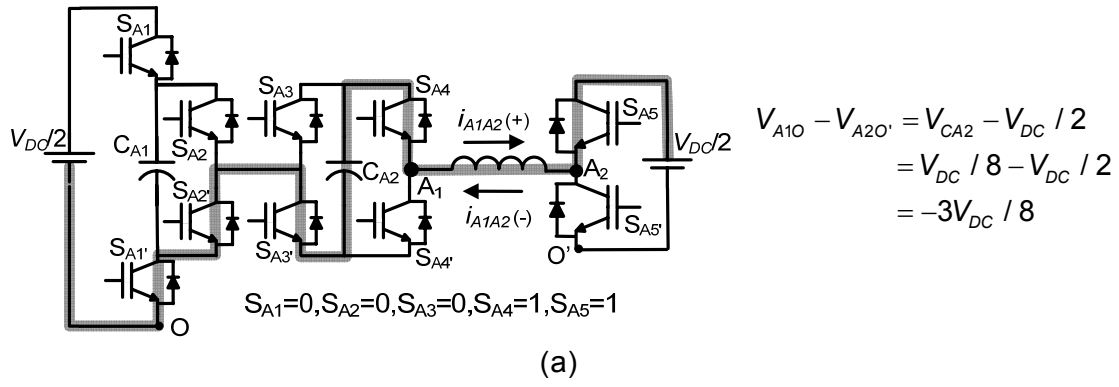 S_A1
S_A3
S_A4
i_A1A2(+)
S_A5
V_DC/2
C_A1
S_A2
C_A2
A_1
A_2
V_DC/2
S_A2'
i_A1A2(-)
S_A1'
S_A3'
S_A4'
S_A5'
O'
O
S_A1=0,S_A2=0,S_A3=0,S_A4=1,S_A5=1
V_A1O − V_A2O' = V_CA2 − V_DC / 2
= V_DC / 8 − V_DC / 2
= −3V_DC / 8
(a)